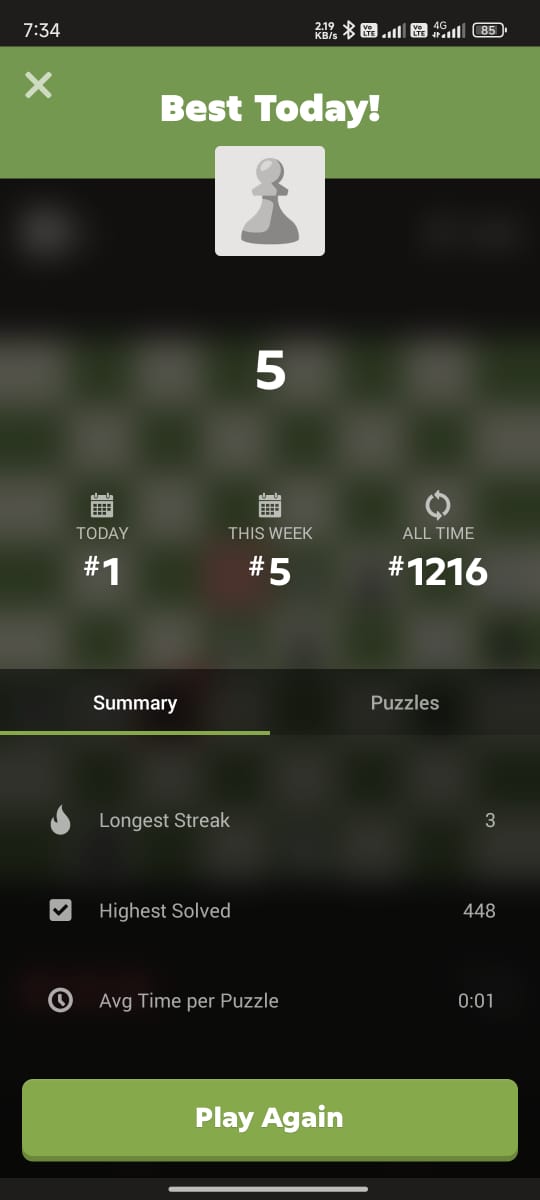 7:34
2.19 KB/s Vo LTE Vo LTE 4G 85
Best Today!
5
TODAY THIS WEEK ALL TIME
#1 #5 #1216
Summary Puzzles
Longest Streak 3
Highest Solved 448
Avg Time per Puzzle 0:01
Play Again